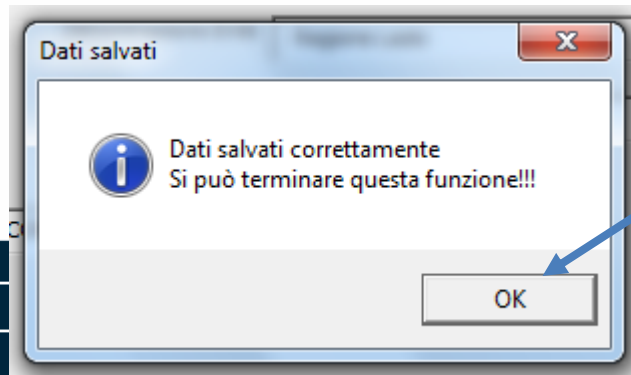 Dati salvati
Dati salvati correttamente
Si può terminare questa funzione!!!
OK